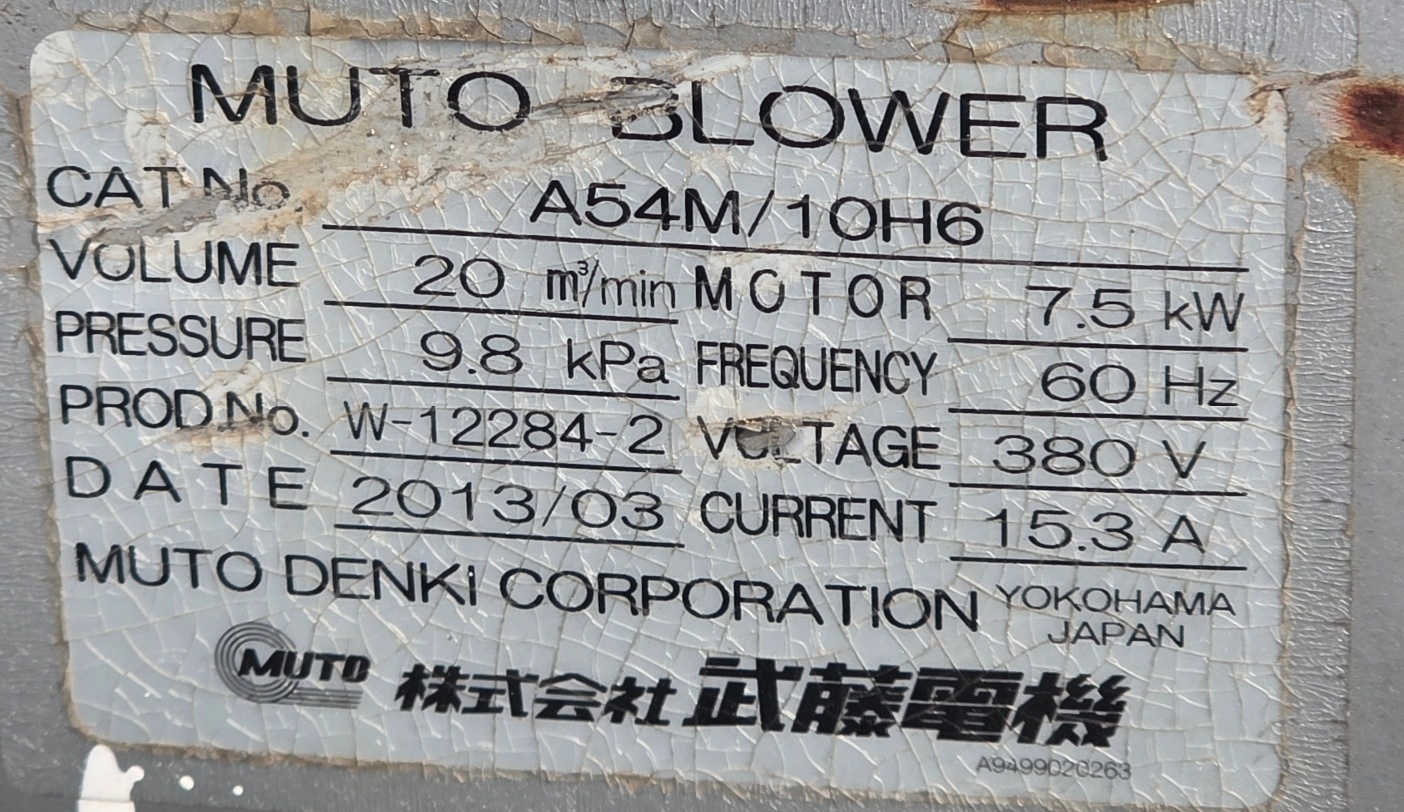 MUTO BLOWER
CAT No. A54M/10H6
VOLUME 20 m³/min MOTOR 7.5 kW
PRESSURE 9.8 kPa FREQUENCY 60 Hz
PROD.No. W-12284-2 VOLTAGE 380 V
DATE 2013/03 CURRENT 15.3 A
MUTO DENKI CORPORATION YOKOHAMA JAPAN
MUTO 株式会社 武藤電機
A9499020263